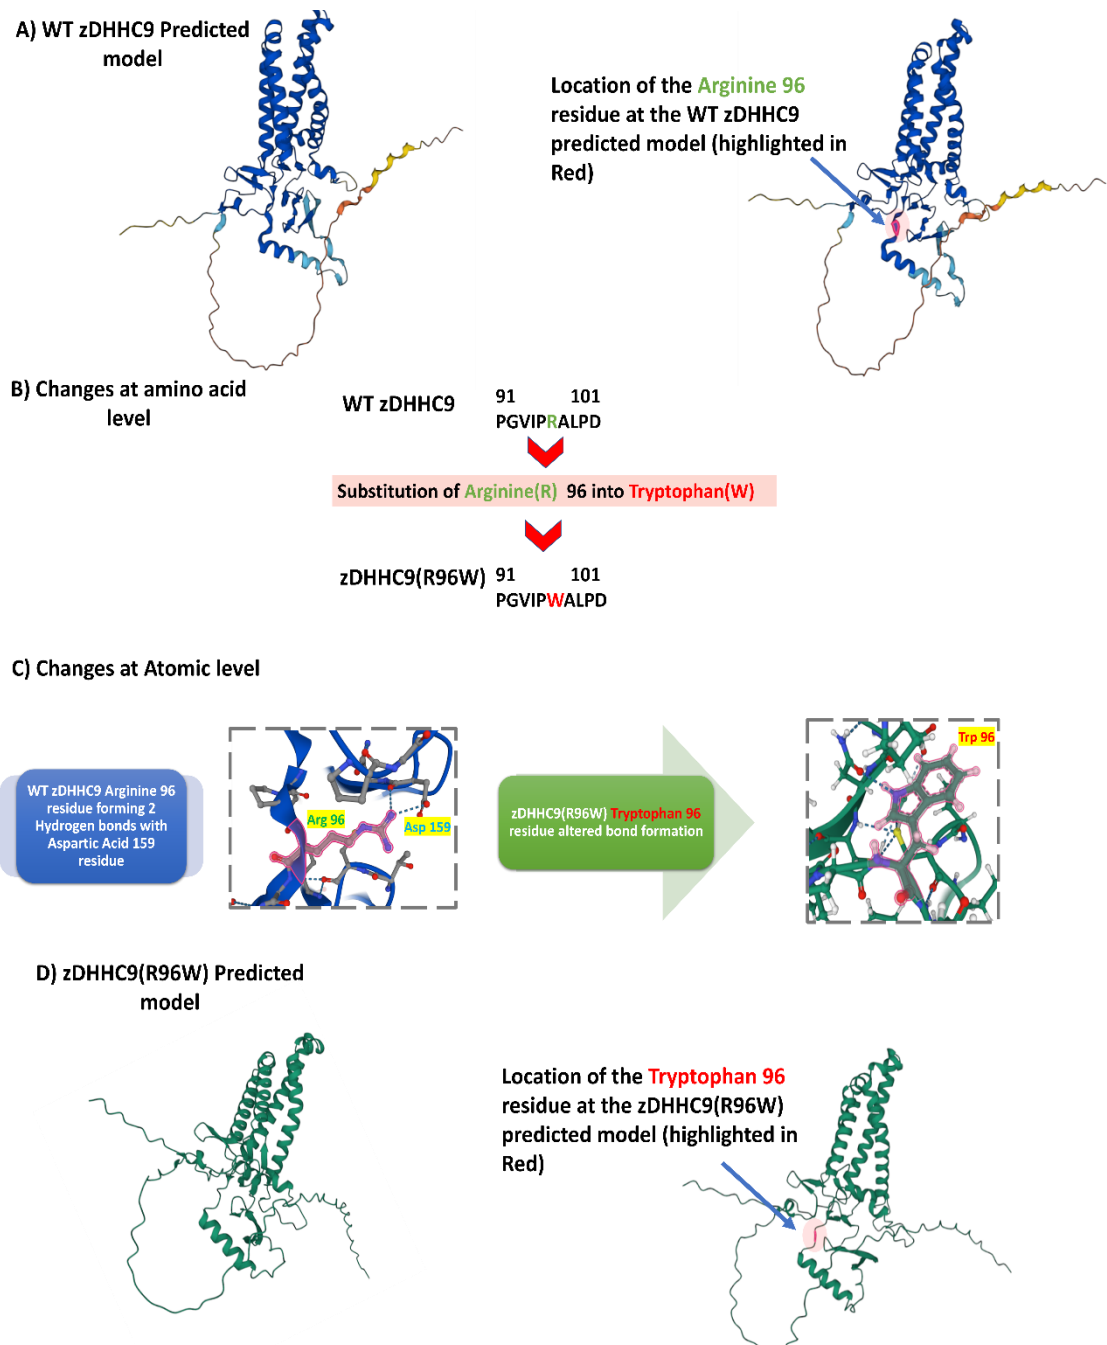 A) WT zDHHC9 Predicted
model
Location of the Arginine 96
residue at the WT zDHHC9
predicted model (highlighted in
Red)
B) Changes at amino acid
level
WT zDHHC9
91 101
PGVIPRALPD
Substitution of Arginine(R) 96 into Tryptophan(W)
zDHHC9(R96W)
91 101
PGVIPWALPD
C) Changes at Atomic level
WT zDHHC9 Arginine 96
residue forming 2
Hydrogen bonds with
Aspartic Acid 159
residue
Arg 96
Asp 159
zDHHC9(R96W) Tryptophan 96
residue altered bond formation
Trp 96
D) zDHHC9(R96W) Predicted
model
Location of the Tryptophan 96
residue at the zDHHC9(R96W)
predicted model (highlighted in
Red)